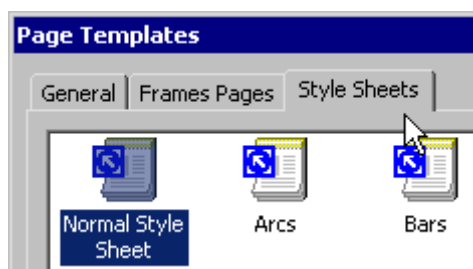 Page Templates
General Frames Pages Style Sheets
Normal Style Sheet Arcs Bars